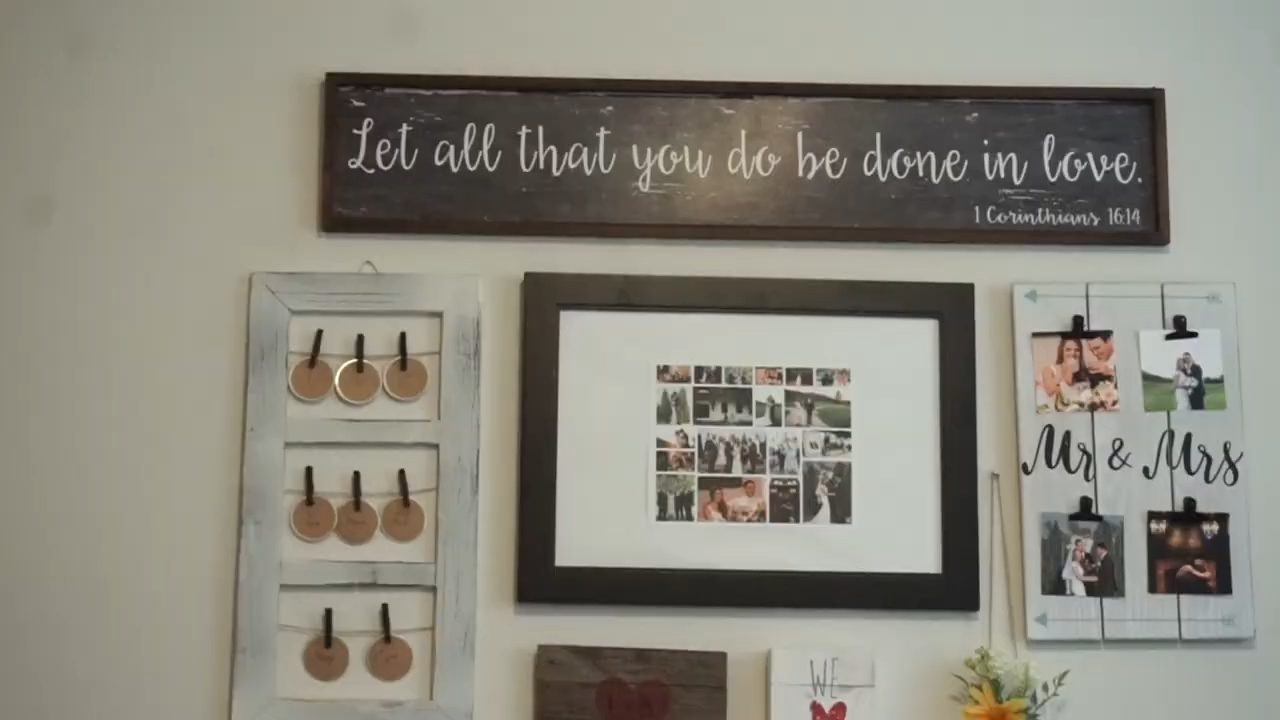 Let all that you do be done in love.
1 Corinthians 16:14
Mr & Mrs
WE